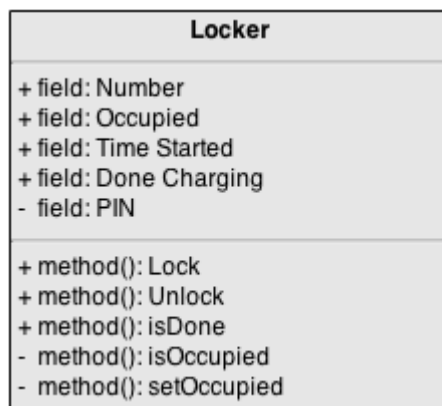 Locker
+ field: Number
+ field: Occupied
+ field: Time Started
+ field: Done Charging
- field: PIN
+ method(): Lock
+ method(): Unlock
+ method(): isDone
- method(): isOccupied
- method(): setOccupied